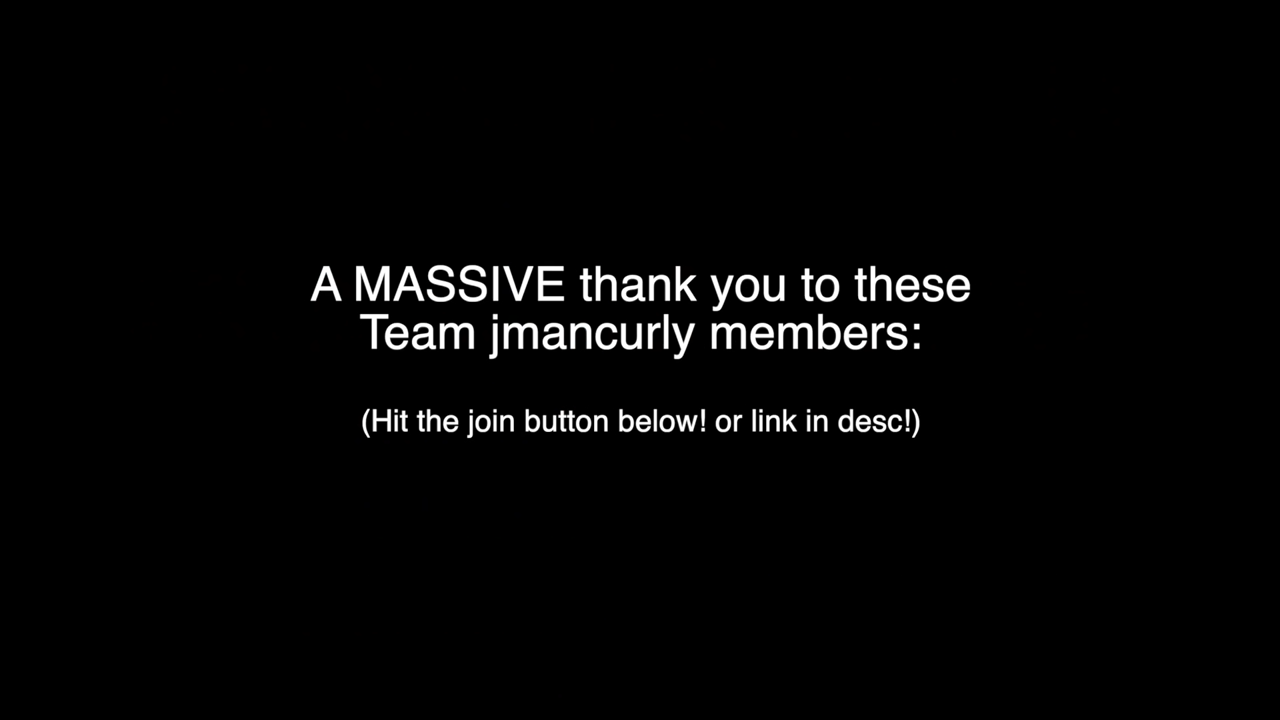 A MASSIVE thank you to these
Team jmancurly members:
(Hit the join button below! or link in desc!)